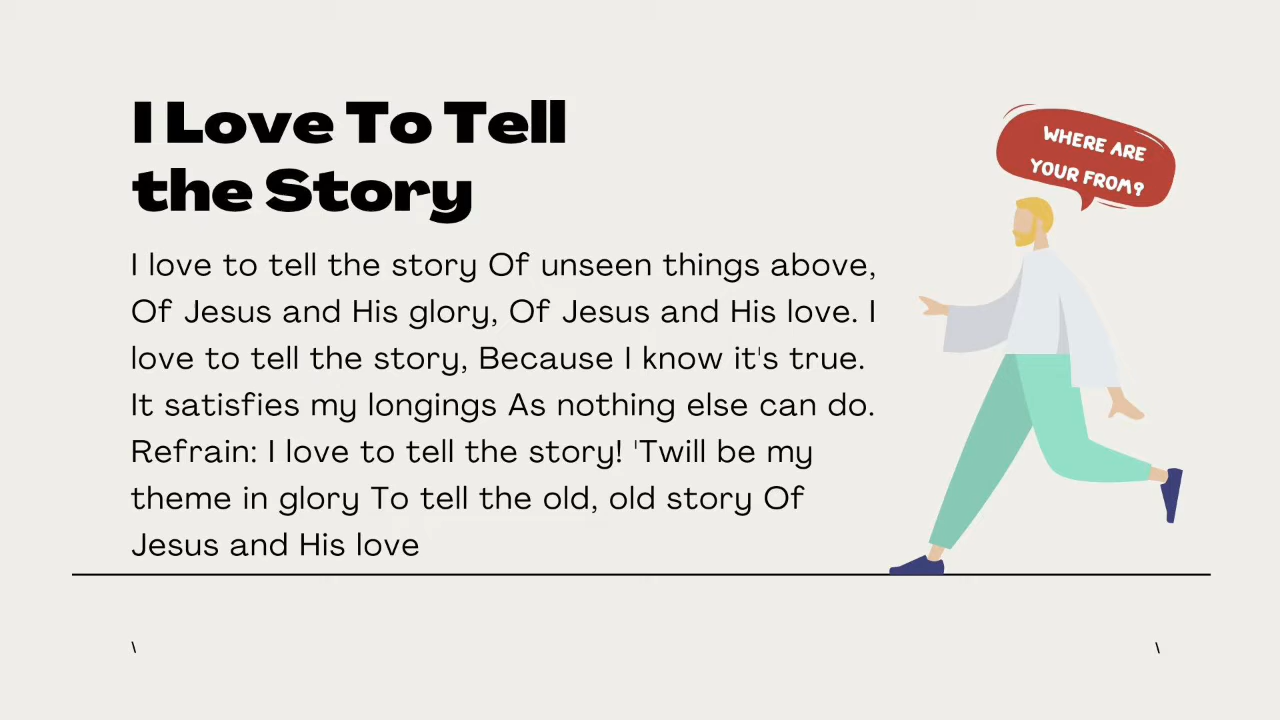 I Love To Tell
the Story
WHERE ARE
YOUR FROM?
I love to tell the story Of unseen things above,
Of Jesus and His glory, Of Jesus and His love. I
love to tell the story, Because I know it's true.
It satisfies my longings As nothing else can do.
Refrain: I love to tell the story! 'Twill be my
theme in glory To tell the old, old story Of
Jesus and His love
\
\